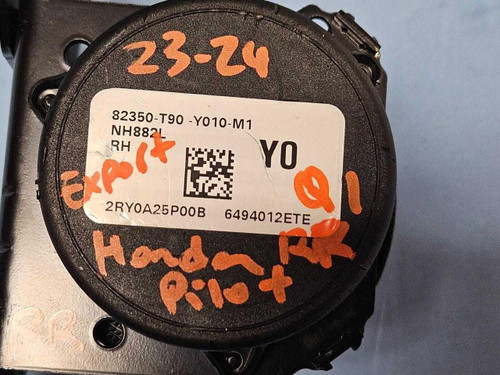 23-24
82350-T90 -Y010-M1
NH882L
RH
Y0
Export
Q1
2RY0A25P00B 6494012ETE
Honda RR
Pilot
RR